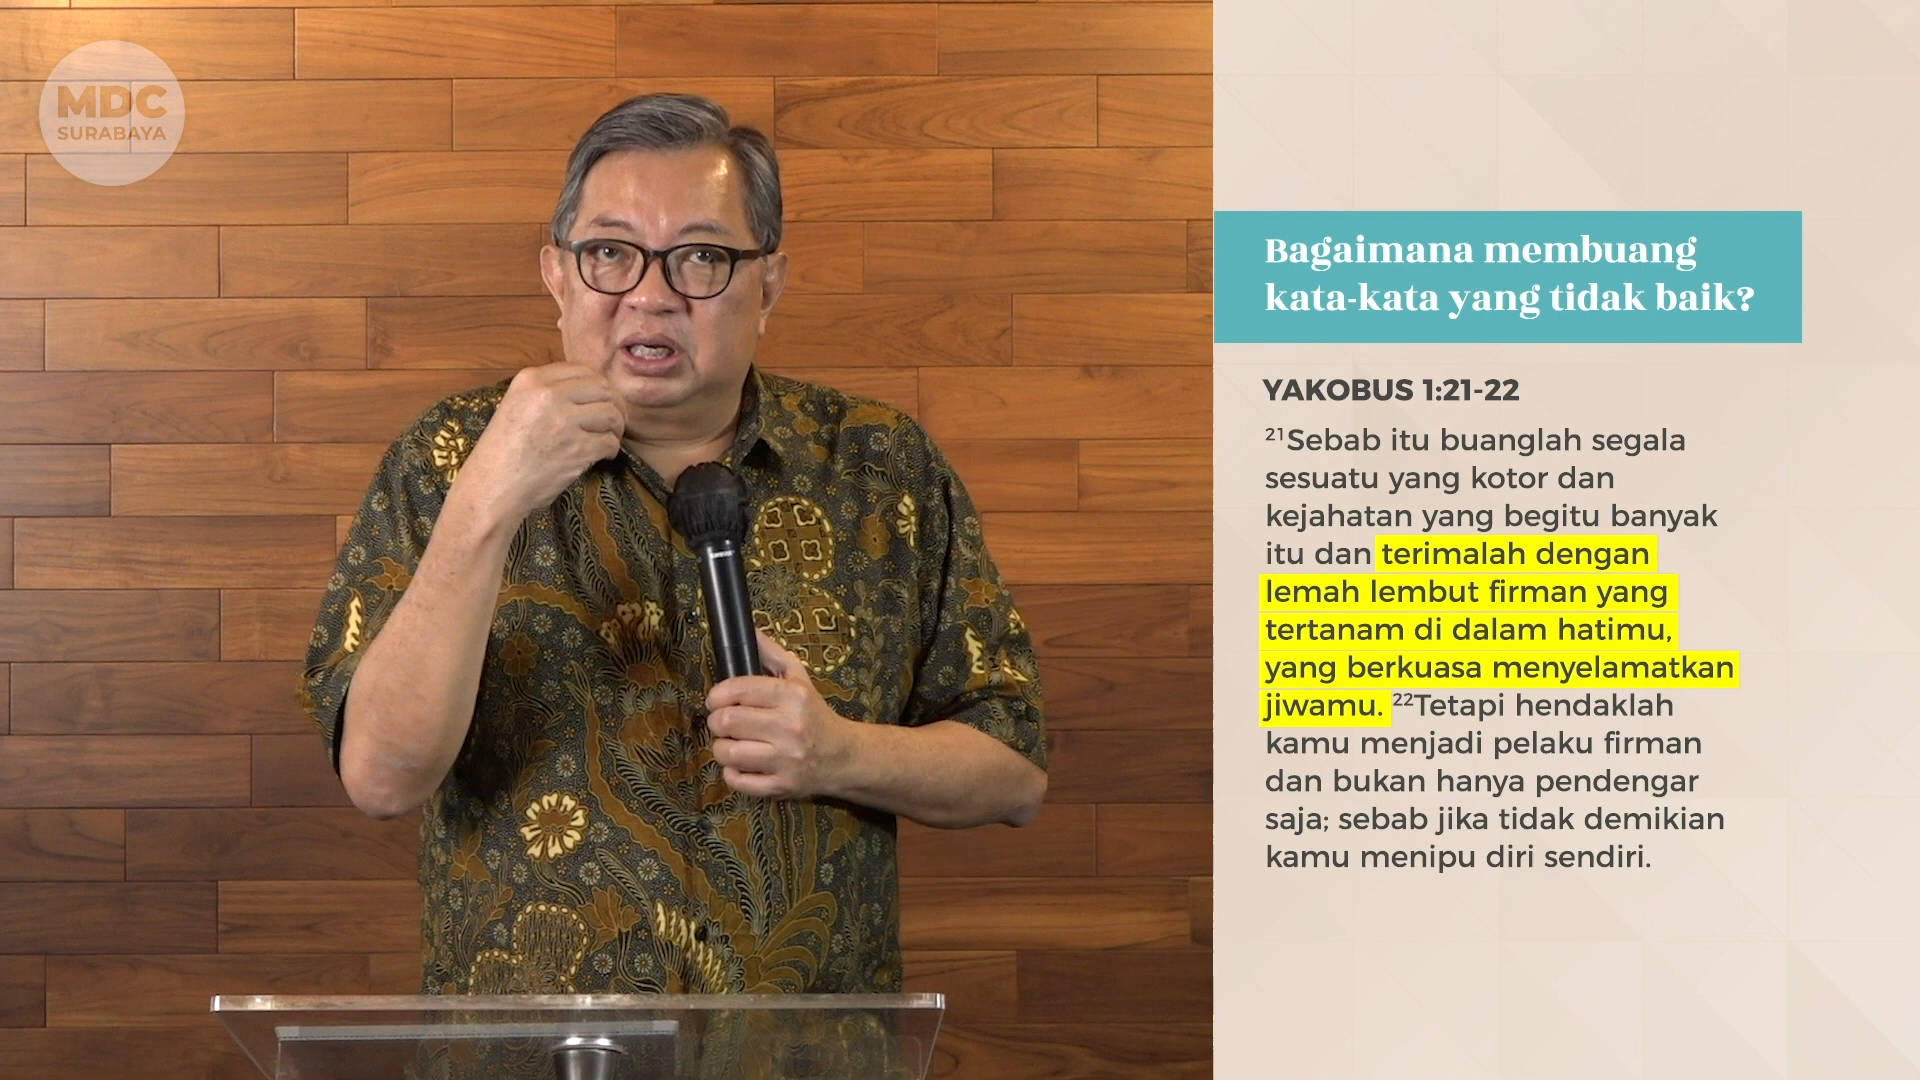 MDC
SURABAYA
Bagaimana membuang
kata-kata yang tidak baik?
YAKOBUS 1:21-22
²¹Sebab itu buanglah segala
sesuatu yang kotor dan
kejahatan yang begitu banyak
itu dan terimalah dengan
lemah lembut firman yang
tertanam di dalam hatimu,
yang berkuasa menyelamatkan
jiwamu. ²²Tetapi hendaklah
kamu menjadi pelaku firman
dan bukan hanya pendengar
saja; sebab jika tidak demikian
kamu menipu diri sendiri.